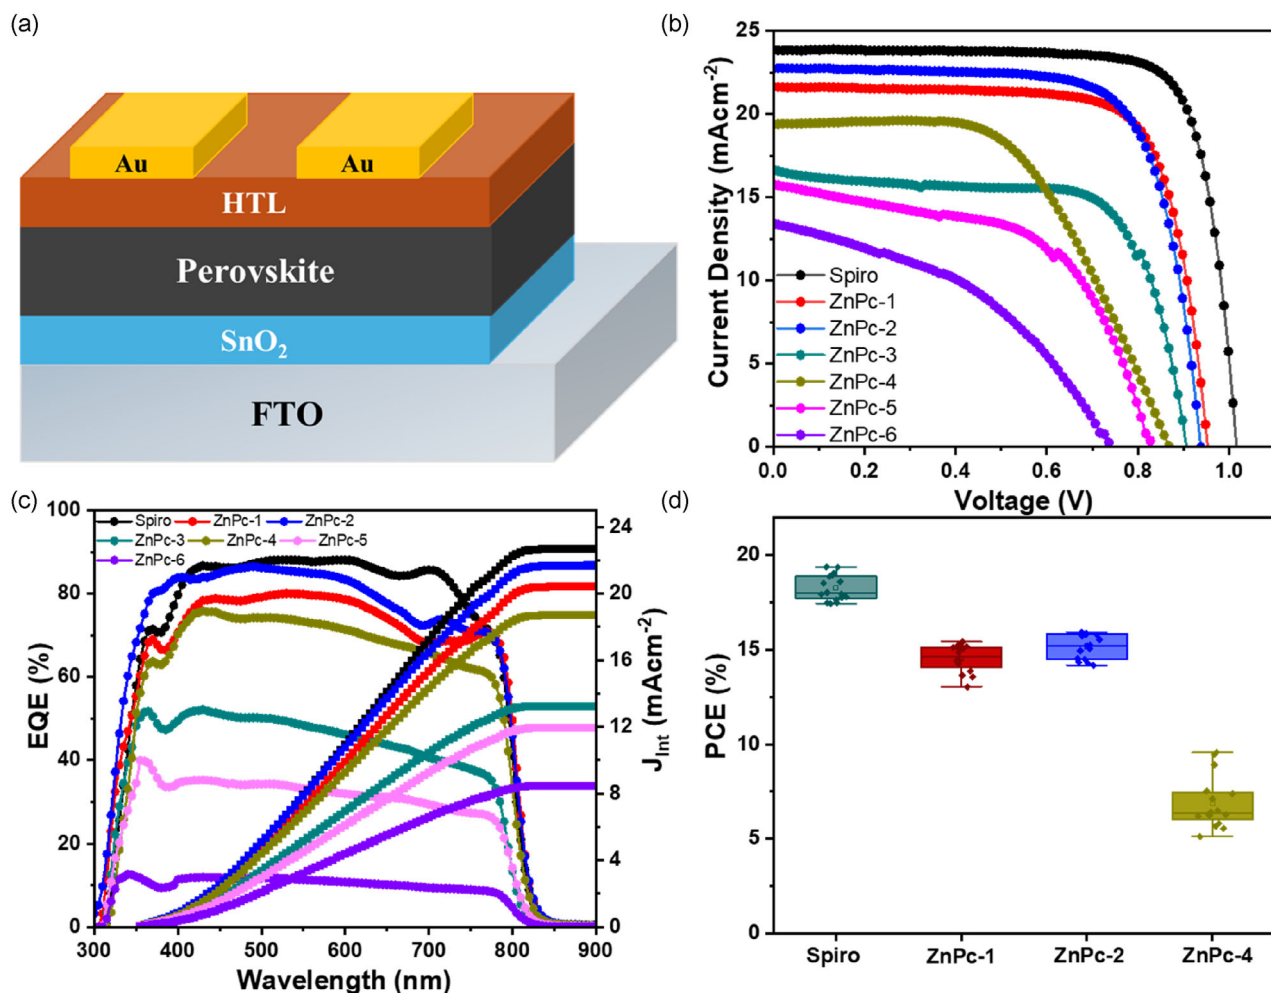 (a)
Au Au
HTL
Perovskite
SnO₂
FTO
(b)
25
20
15
10
5
0
Current Density (mAcm⁻²)
Spiro
ZnPc-1
ZnPc-2
ZnPc-3
ZnPc-4
ZnPc-5
ZnPc-6
0.0 0.2 0.4 0.6 0.8 1.0
Voltage (V)
(c)
100
80
60
40
20
0
EQE (%)
Spiro ZnPc-1 ZnPc-2
ZnPc-3 ZnPc-4 ZnPc-5
ZnPc-6
24
20
16
12
8
4
0
J_Int (mAcm⁻²)
300 400 500 600 700 800 900
Wavelength (nm)
(d)
20
15
10
5
0
PCE (%)
Spiro ZnPc-1 ZnPc-2 ZnPc-4